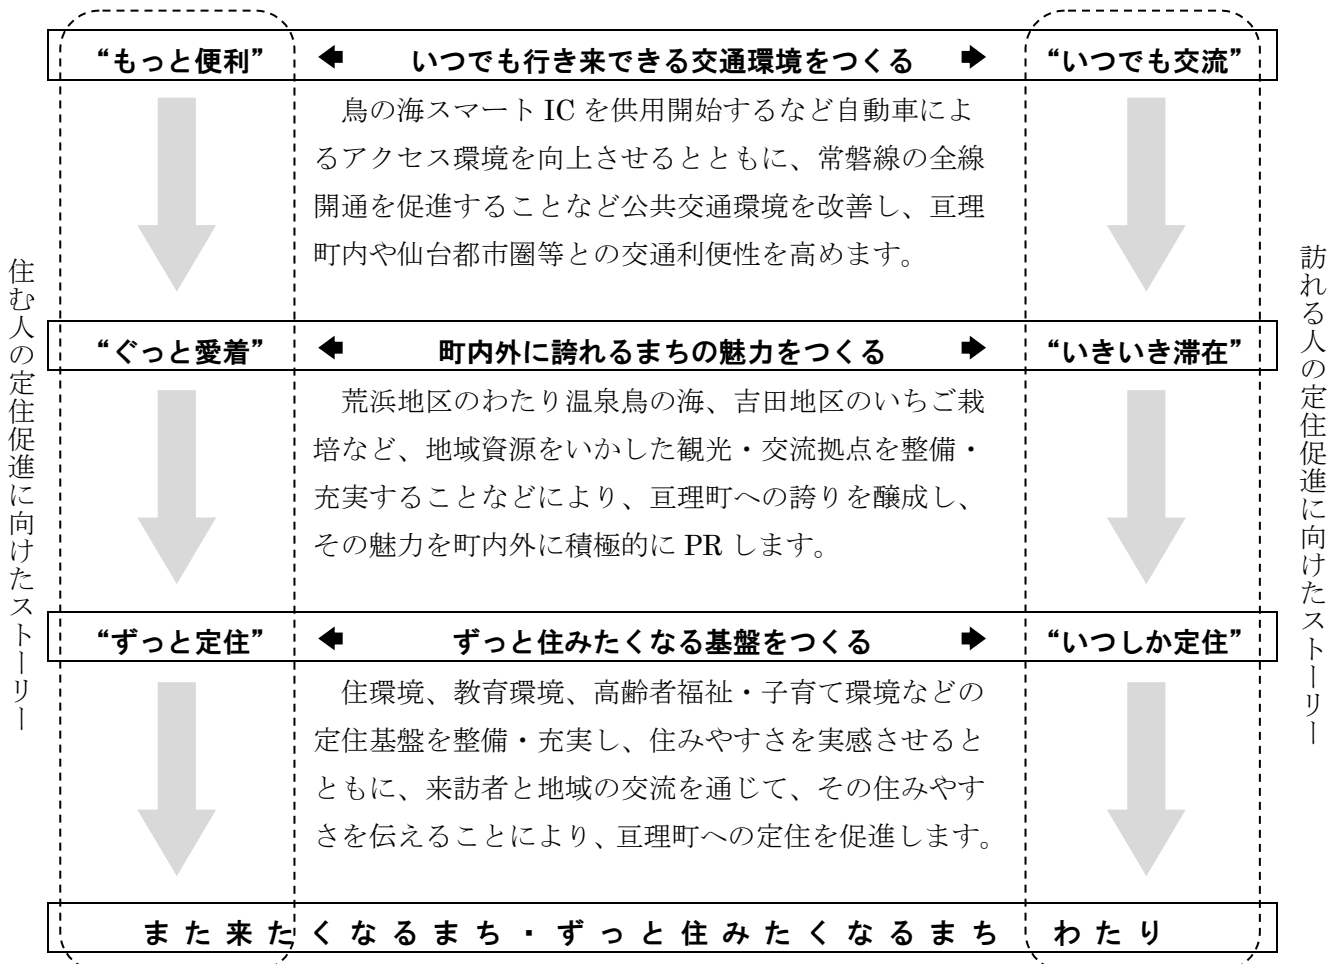 “もっと便利” ← いつでも行き来できる交通環境をつくる → “いつでも交流”
鳥の海スマート IC を供用開始するなど自動車によ
るアクセス環境を向上させるとともに、常磐線の全線
開通を促進することなど公共交通環境を改善し、亘理
町内や仙台都市圏等との交通利便性を高めます。
“ぐっと愛着” ← 町内外に誇れるまちの魅力をつくる → “いきいき滞在”
荒浜地区のわたり温泉鳥の海、吉田地区のいちご栽
培など、地域資源をいかした観光・交流拠点を整備・
充実することなどにより、亘理町への誇りを醸成し、
その魅力を町内外に積極的に PR します。
“ずっと定住” ← ずっと住みたくなる基盤をつくる → “いつしか定住”
住環境、教育環境、高齢者福祉・子育て環境などの
定住基盤を整備・充実し、住みやすさを実感させると
ともに、来訪者と地域の交流を通じて、その住みやす
さを伝えることにより、亘理町への定住を促進します。
また来たくなるまち・ずっと住みたくなるまち わたり
住む人の定住促進に向けたストーリー
訪れる人の定住促進に向けたストーリー